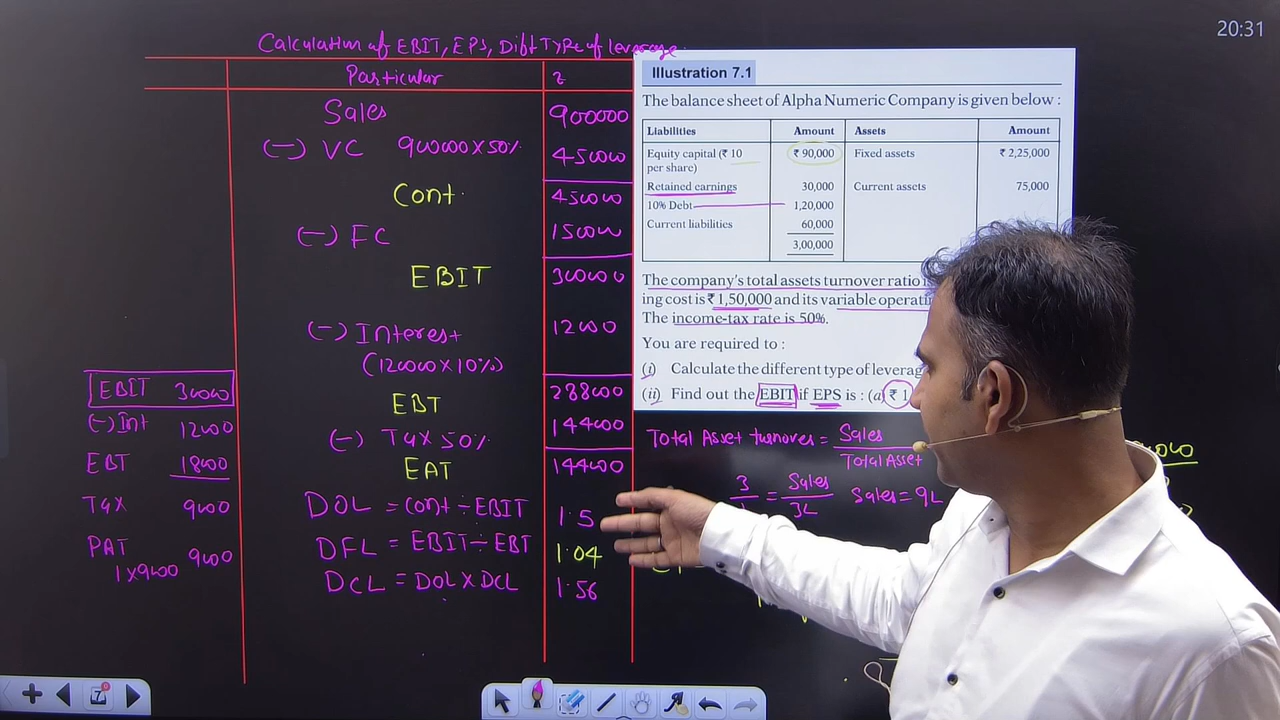 20:31
Calculation of EBIT, EPS, Difft Type of leverage.
Particular ₹
Sales 900000
(-) VC 900000 x 50% 450000
Cont. 450000
(-) FC 150000
EBIT 300000
(-) Interest 12000
(120000 x 10%)
EBT 288000
(-) Tax 50% 144000
EAT 144000
DOL = Cont ÷ EBIT 1.5
DFL = EBIT ÷ EBT 1.04
DCL = DOL x DCL 1.56
EBIT 30000
(-) Int 12000
EBT 18000
Tax 9000
PAT 9000
1 x 9000
Illustration 7.1
The balance sheet of Alpha Numeric Company is given below :
Liabilities Amount Assets Amount
Equity capital (₹ 10 ₹ 90,000 Fixed assets ₹ 2,25,000
per share)
Retained earnings 30,000 Current assets 75,000
10% Debt 1,20,000
Current liabilities 60,000
3,00,000
The company's total assets turnover ratio
ing cost is ₹ 1,50,000 and its variable operati
The income-tax rate is 50%.
You are required to :
(i) Calculate the different type of leverag
(ii) Find out the EBIT if EPS is : (a) ₹ 1
Total Asset turnover = Sales
Total Asset
3 = Sales Sales = 9L
3L